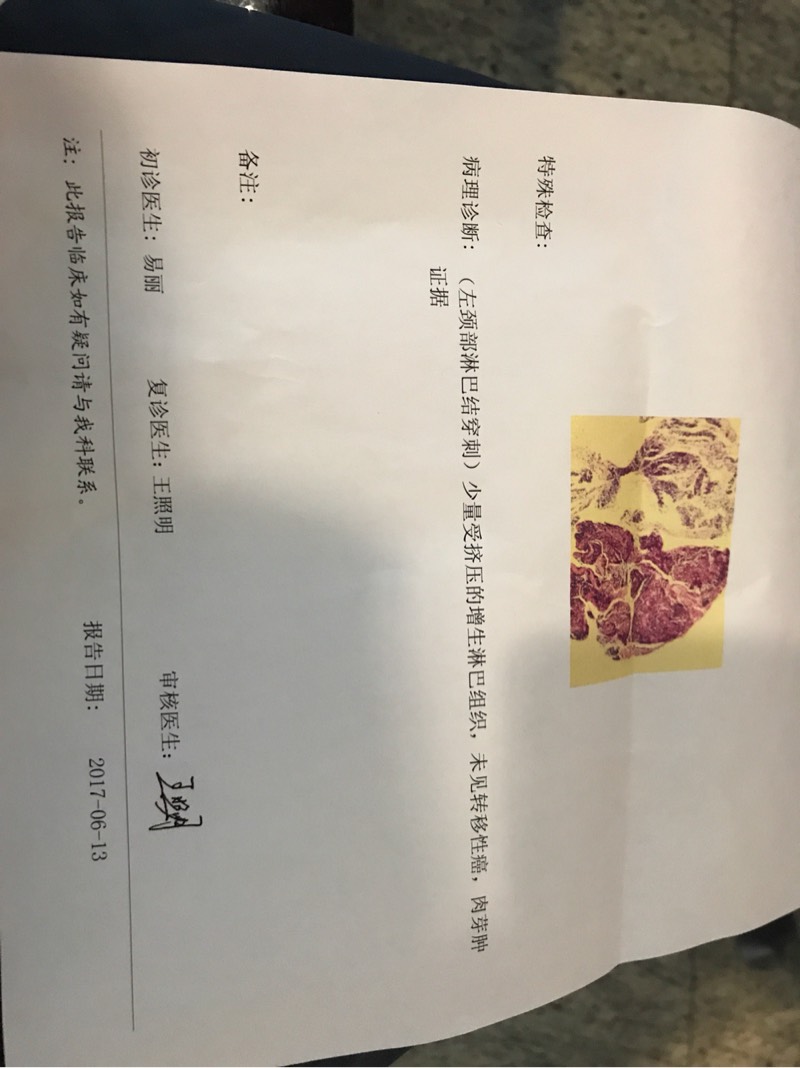 特殊检查：
病理诊断：（左颈部淋巴结穿刺）少量受挤压的增生淋巴组织，未见转移性癌，肉芽肿
证据
备注：
初诊医生：易丽 复诊医生：王照明 审核医生：王照明
注：此报告临床如有疑问请与我科联系。 报告日期： 2017-06-13